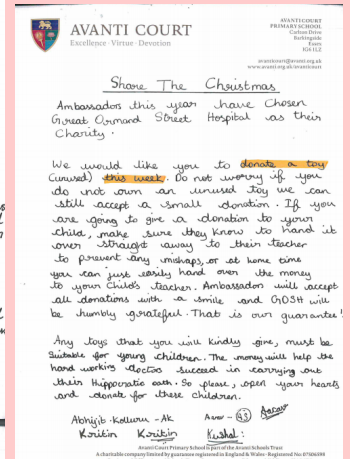 AVANTI COURT
Excellence · Virtue · Devotion
AVANTI COURT
PRIMARY SCHOOL
Carlton Drive
Barkingside
Essex
IG6 1LZ
avanticourt@avanti.org.uk
www.avanti.org.uk/avanticourt
Share The Christmas
Ambassadors this year have Chosen
Great Ormond Street Hospital as their
Charity.
We would like you to donate a toy
(unused) this week. Do not worry if you
do not own an unused toy we can
still accept a small donation. If you
are going to give a donation to your
child, make sure they know to hand it
over straight away to their teacher
to prevent any mishaps, or at home time
you can just easily hand over the money
to your child's teacher. Ambassadors will accept
all donations with a smile and GOSH will
be humbly grateful. That is our guarantee!
Any toys that you will kindly give, must be
Suitable for young children. The money will help the
hard working doctors succeed in carrying out
their Hippocratic oath. So please, open your hearts
and donate for these children.
Abhijit Kolluru - Ak
Aarav
Kritin Kritin Kushal:
Avanti Court Primary School is part of the Avanti Schools Trust
A charitable company limited by guarantee registered in England & Wales · Registered No: 07506598